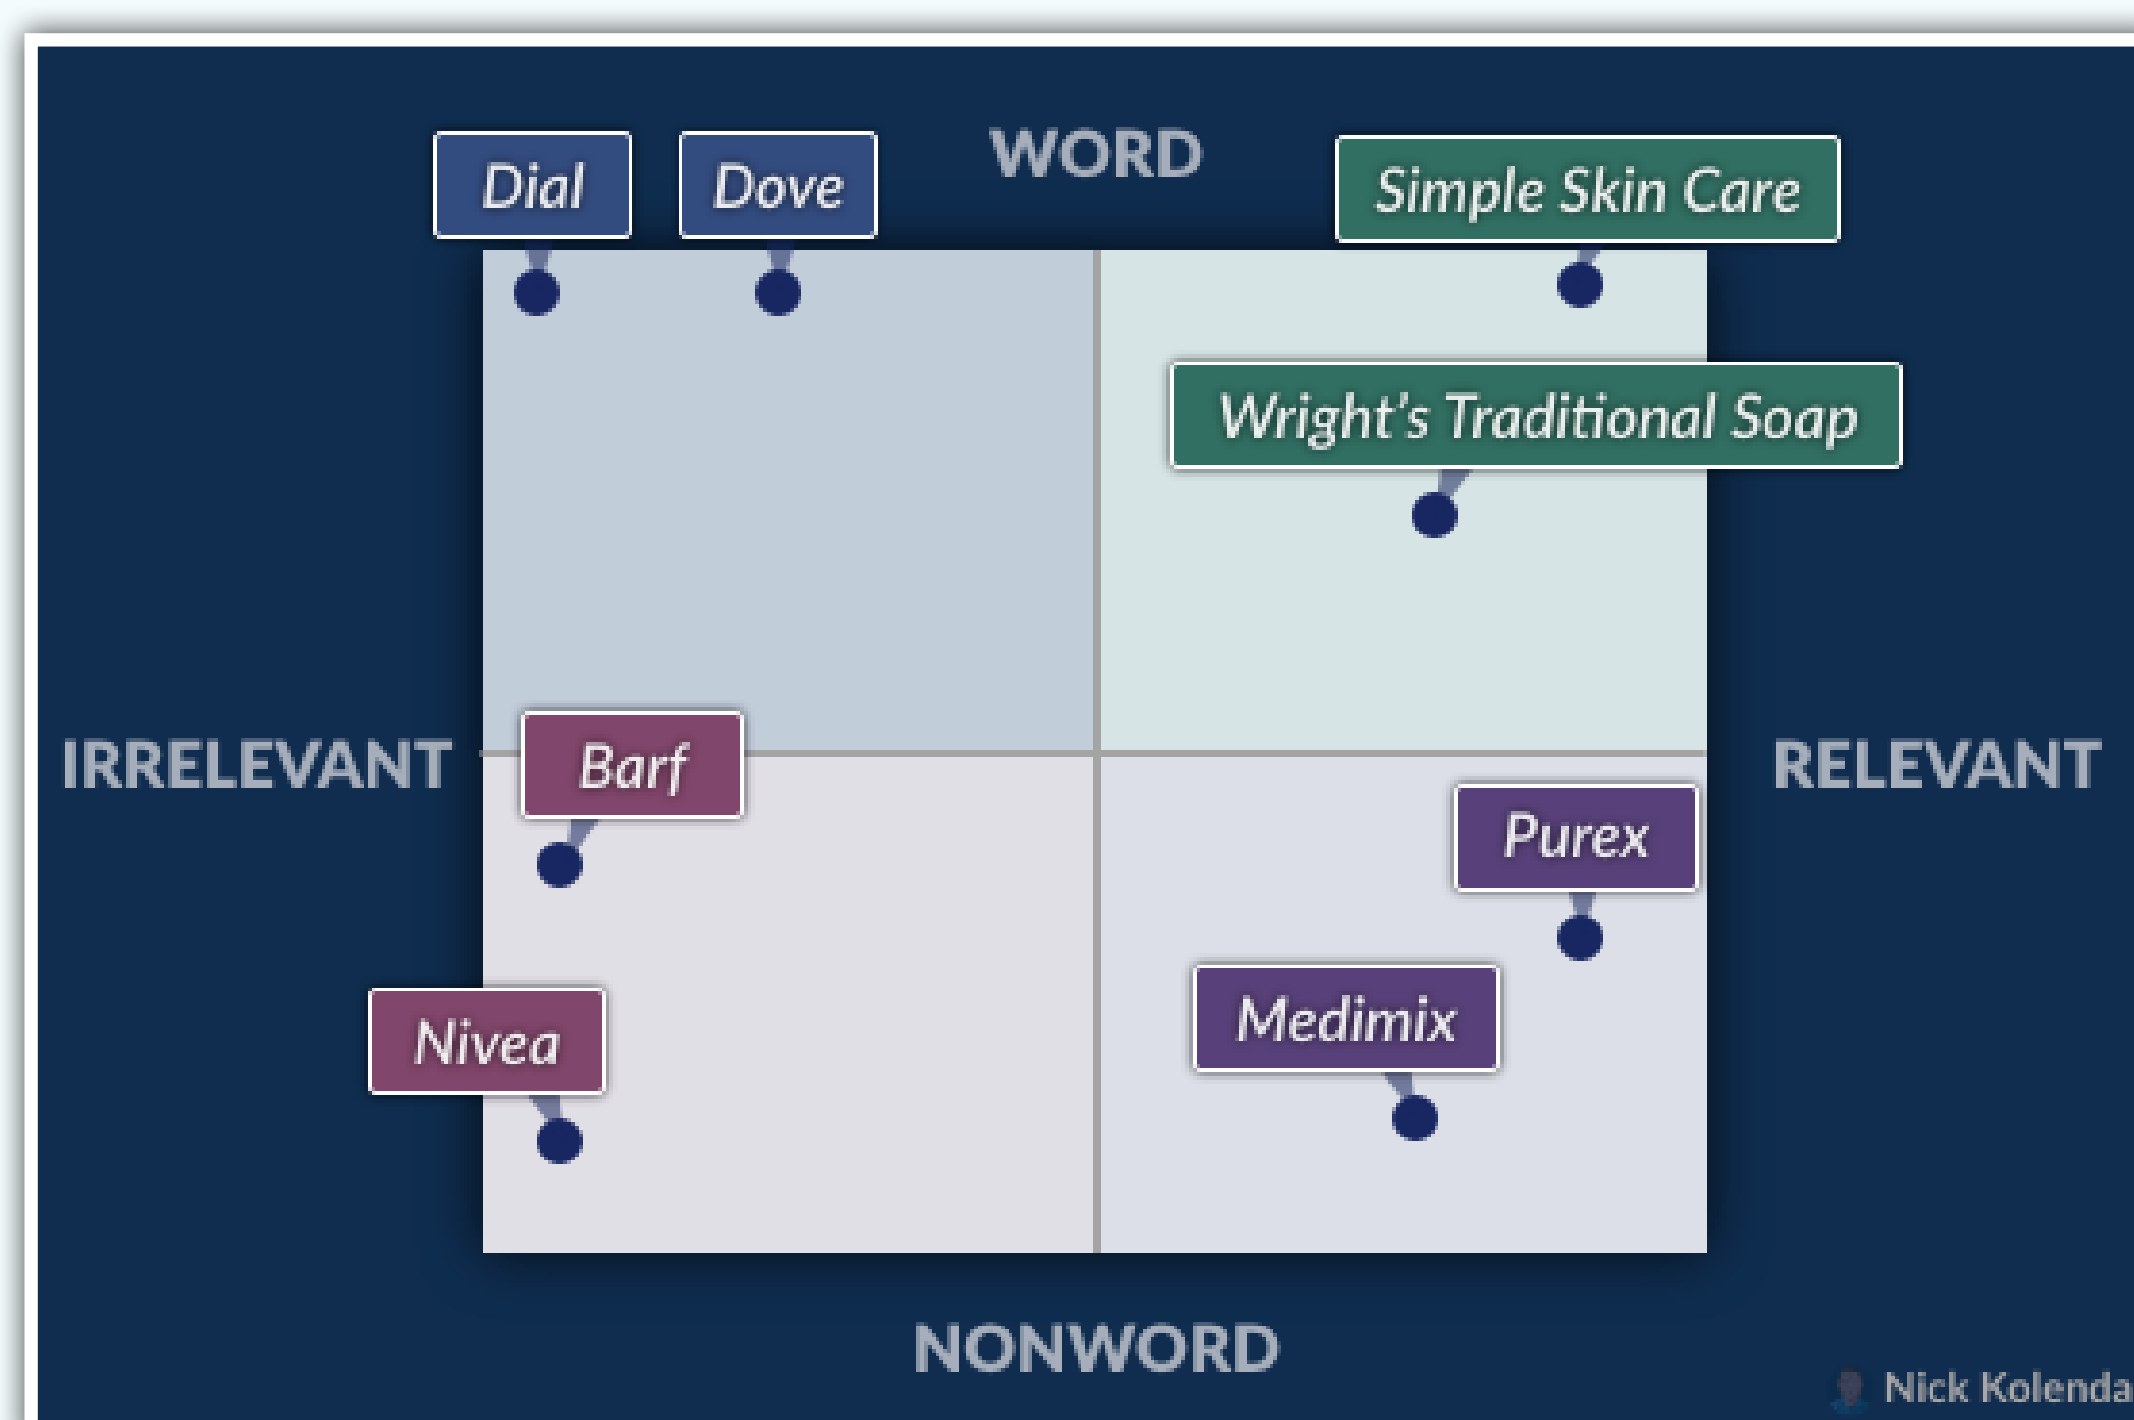 WORD
Dial
Dove
Simple Skin Care
Wright's Traditional Soap
IRRELEVANT
Barf
RELEVANT
Purex
Medimix
Nivea
NONWORD
Nick Kolenda